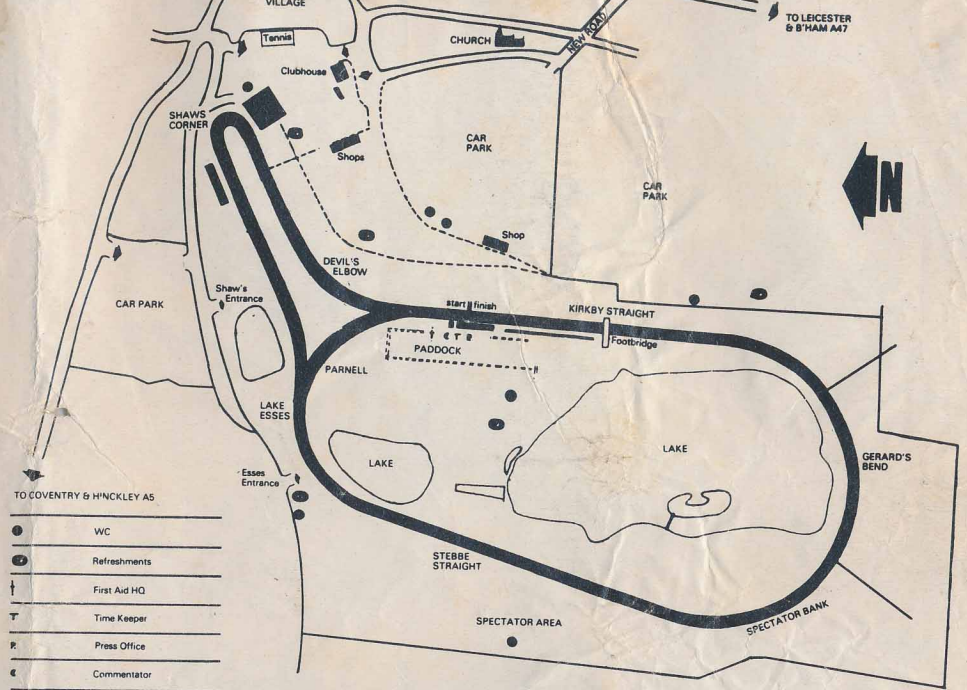 VILLAGE
TO LEICESTER
& B'HAM A47
Tennis
CHURCH
NEW ROAD
Clubhouse
SHAWS
CORNER
Shops
CAR
PARK
CAR
PARK
N
Shop
DEVIL'S
ELBOW
Shaw's
Entrance
CAR PARK
start finish
KIRKBY STRAIGHT
C T P
PADDOCK
Footbridge
PARNELL
LAKE
ESSES
LAKE
LAKE
GERARD'S
BEND
Esses
Entrance
TO COVENTRY & HINCKLEY A5
WC
Refreshments
First Aid HQ
T Time Keeper
P. Press Office
C Commentator
STEBBE
STRAIGHT
SPECTATOR AREA
SPECTATOR BANK